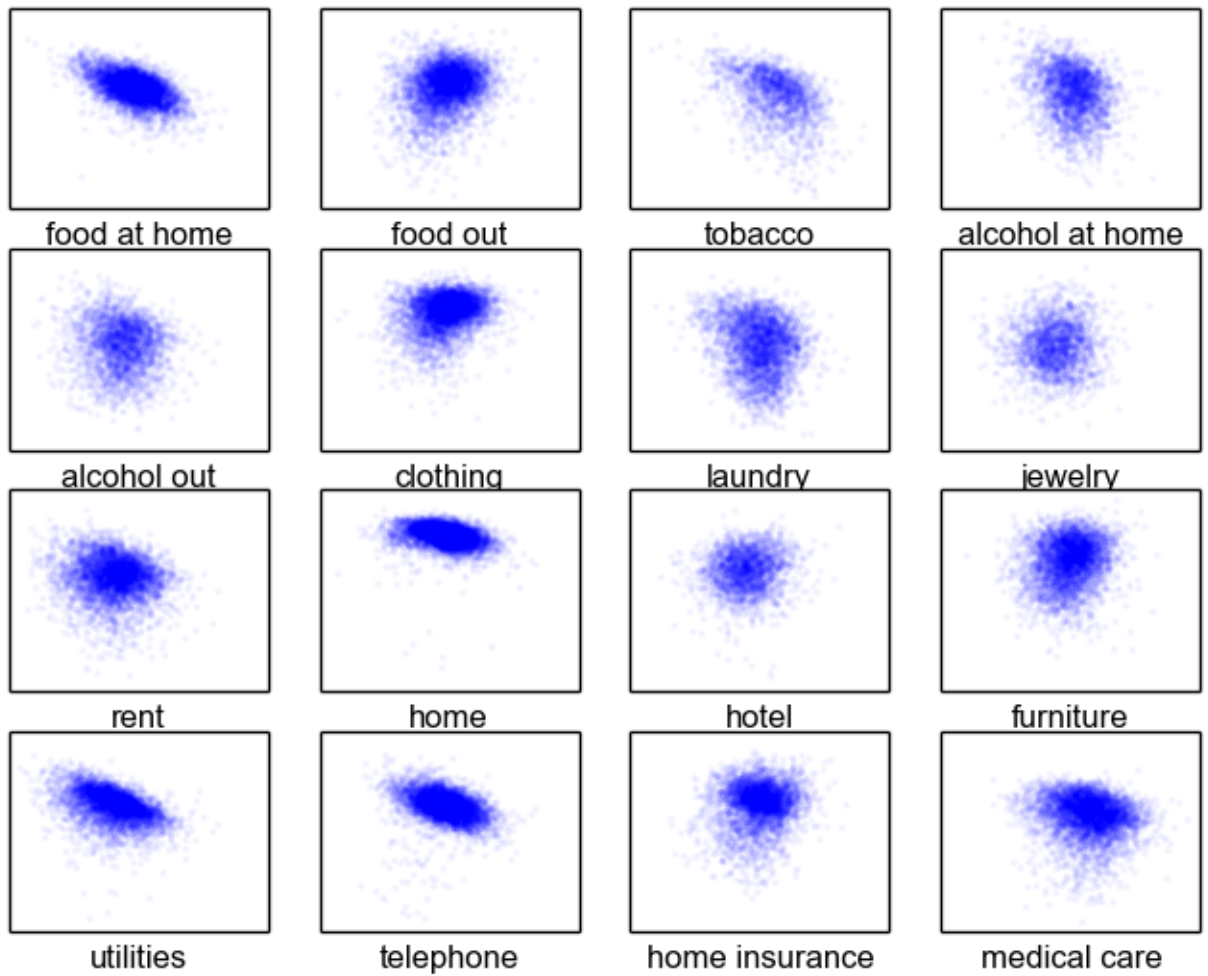 food at home
food out
tobacco
alcohol at home
alcohol out
clothing
laundry
jewelry
rent
home
hotel
furniture
utilities
telephone
home insurance
medical care